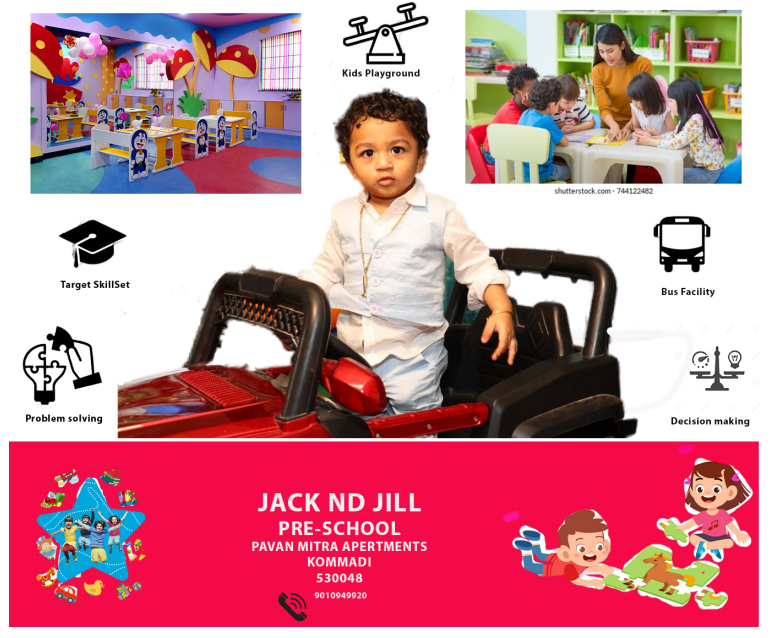 Kids Playground
shutterstock.com · 744122482
Target SkillSet
Bus Facility
Problem solving
Decision making
JACK ND JILL
PRE-SCHOOL
PAVAN MITRA APERTMENTS
KOMMADI
530048
9010949920